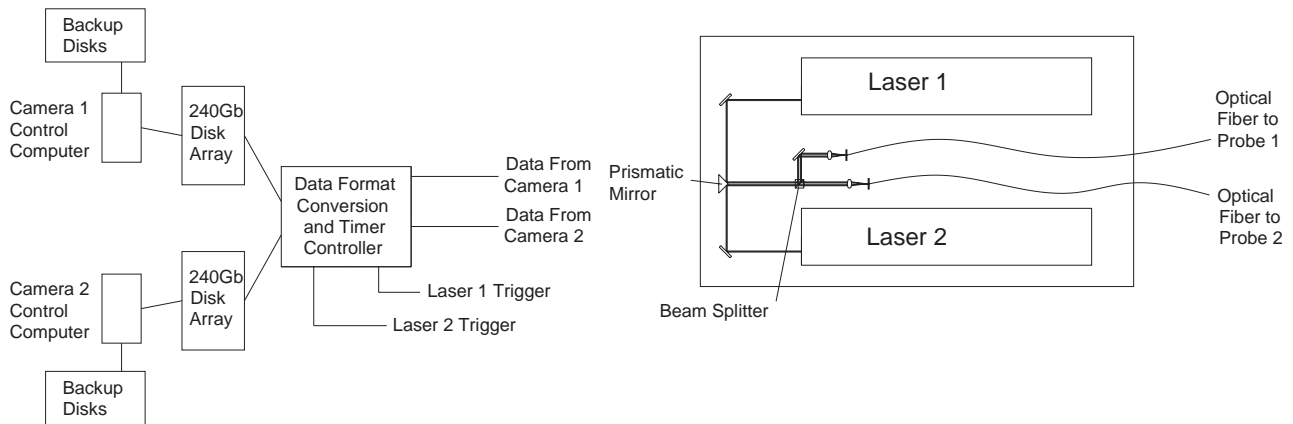 Backup
Disks
Camera 1
Control
Computer
240Gb
Disk
Array
Data Format
Conversion
and Timer
Controller
Data From
Camera 1
Data From
Camera 2
Laser 1 Trigger
Laser 2 Trigger
Camera 2
Control
Computer
240Gb
Disk
Array
Backup
Disks
Laser 1
Optical
Fiber to
Probe 1
Prismatic
Mirror
Optical
Fiber to
Probe 2
Laser 2
Beam Splitter